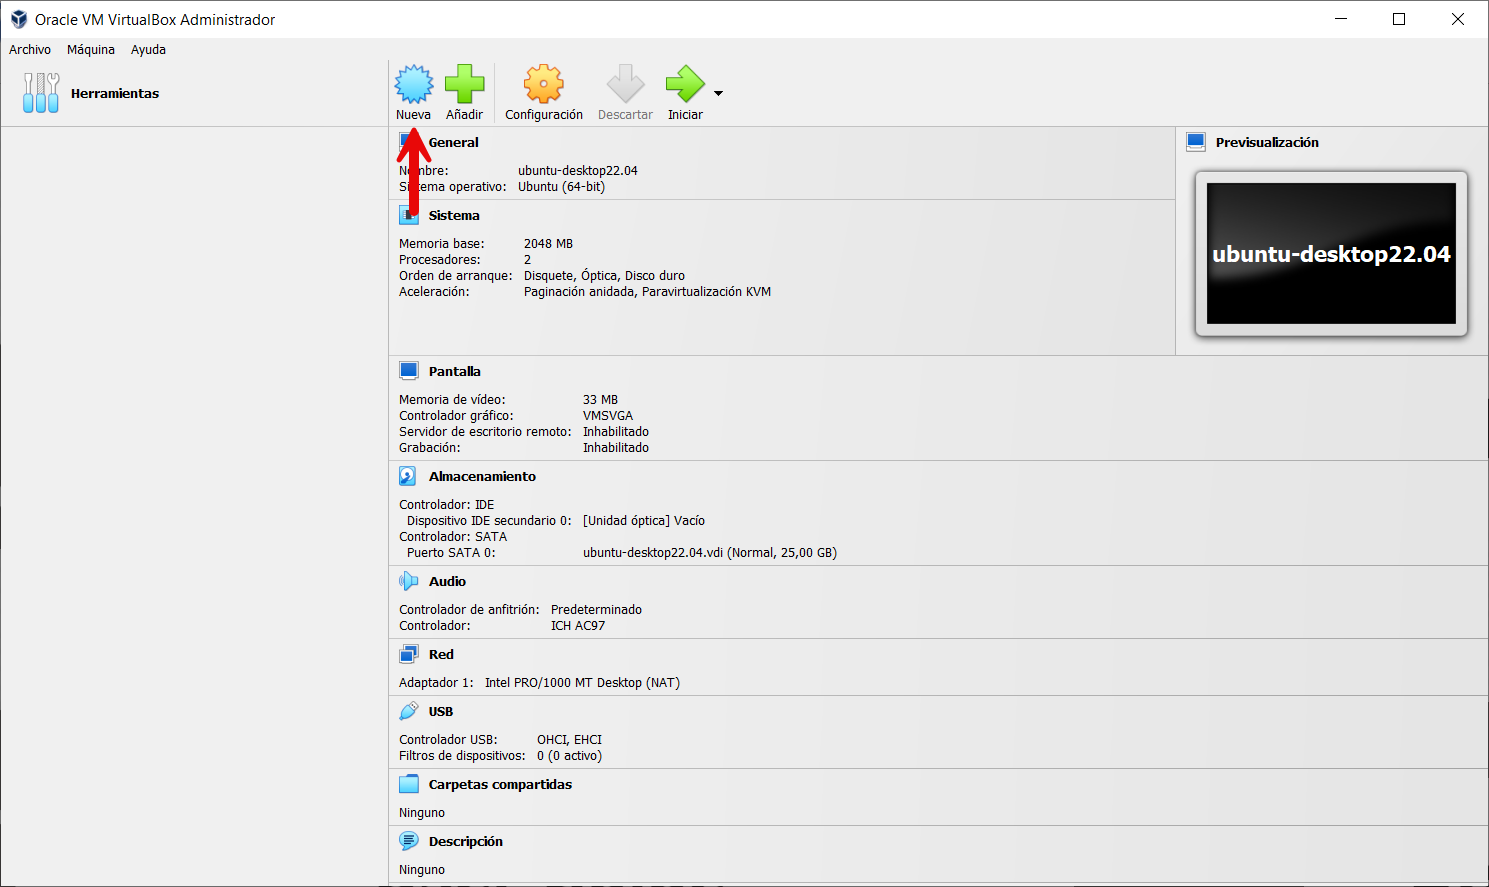 Oracle VM VirtualBox Administrador
Archivo Máquina Ayuda
Herramientas
Nueva Añadir Configuración Descartar Iniciar
General
Nombre: ubuntu-desktop22.04
Sistema operativo: Ubuntu (64-bit)
Previsualización
ubuntu-desktop22.04
Sistema
Memoria base: 2048 MB
Procesadores: 2
Orden de arranque: Disquete, Óptica, Disco duro
Aceleración: Paginación anidada, Paravirtualización KVM
Pantalla
Memoria de vídeo: 33 MB
Controlador gráfico: VMSVGA
Servidor de escritorio remoto: Inhabilitado
Grabación: Inhabilitado
Almacenamiento
Controlador: IDE
Dispositivo IDE secundario 0: [Unidad óptica] Vacío
Controlador: SATA
Puerto SATA 0: ubuntu-desktop22.04.vdi (Normal, 25,00 GB)
Audio
Controlador de anfitrión: Predeterminado
Controlador: ICH AC97
Red
Adaptador 1: Intel PRO/1000 MT Desktop (NAT)
USB
Controlador USB: OHCI, EHCI
Filtros de dispositivos: 0 (0 activo)
Carpetas compartidas
Ninguno
Descripción
Ninguno